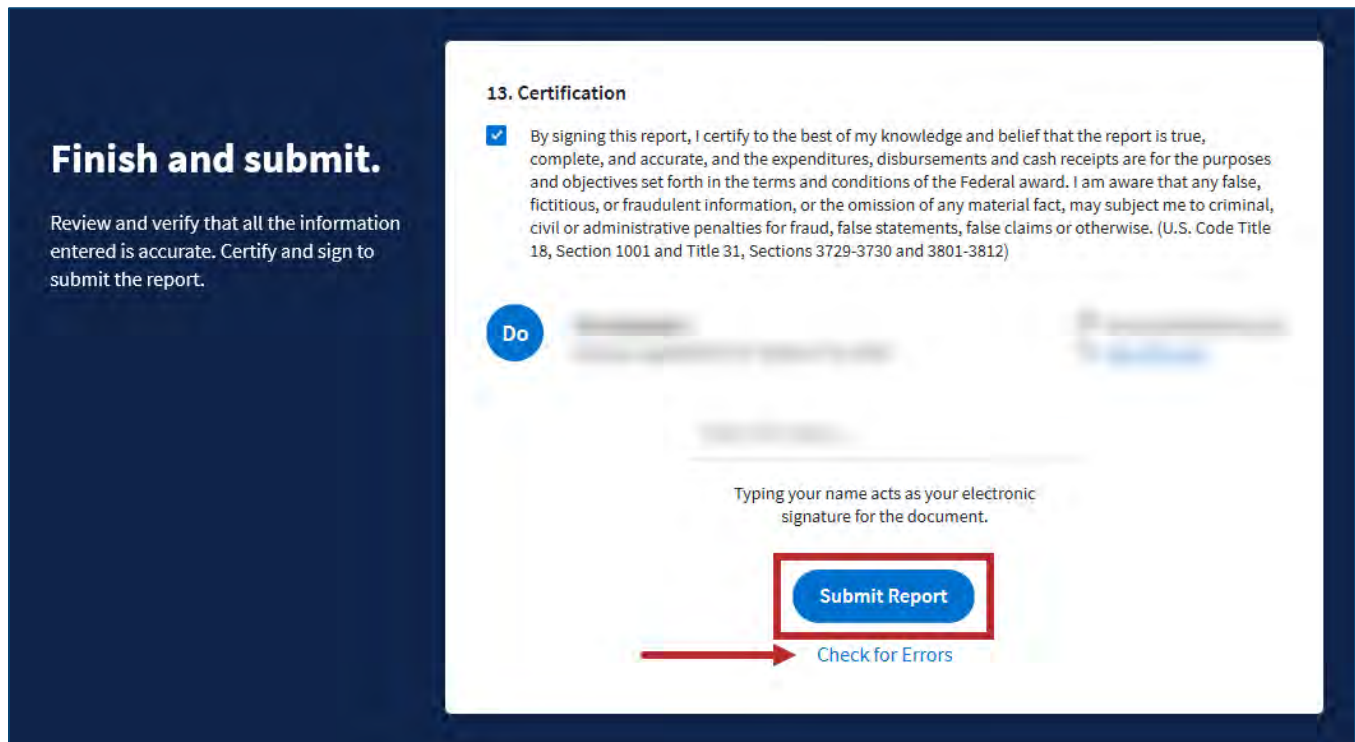 Finish and submit.
Review and verify that all the information
entered is accurate. Certify and sign to
submit the report.
13. Certification
By signing this report, I certify to the best of my knowledge and belief that the report is true,
complete, and accurate, and the expenditures, disbursements and cash receipts are for the purposes
and objectives set forth in the terms and conditions of the Federal award. I am aware that any false,
fictitious, or fraudulent information, or the omission of any material fact, may subject me to criminal,
civil or administrative penalties for fraud, false statements, false claims or otherwise. (U.S. Code Title
18, Section 1001 and Title 31, Sections 3729-3730 and 3801-3812)
Do
Typing your name acts as your electronic
signature for the document.
Submit Report
Check for Errors